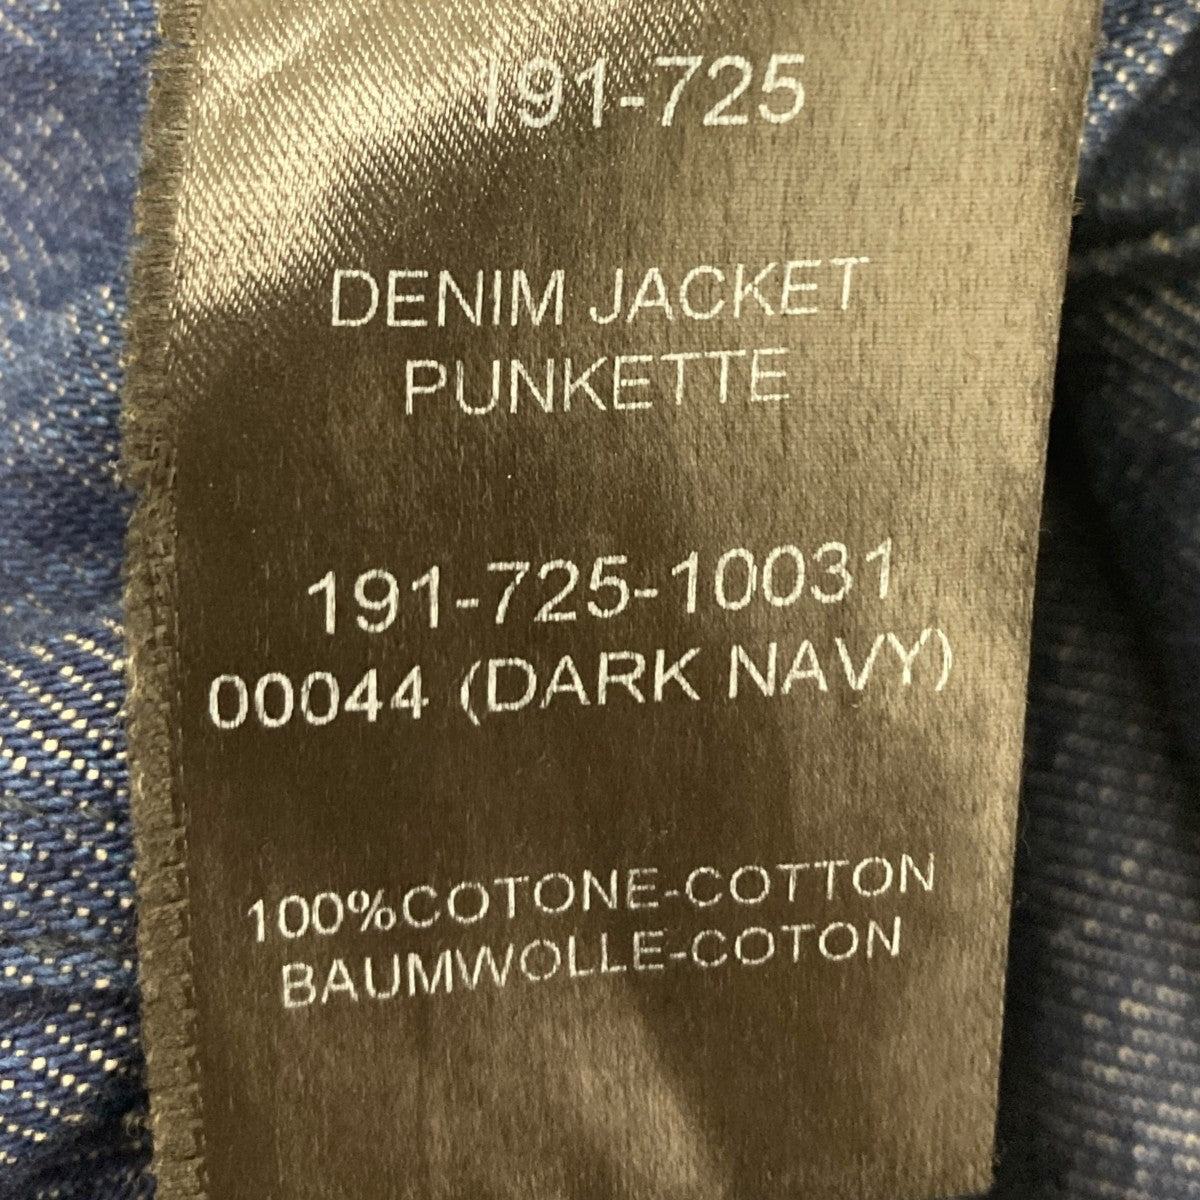 191-725
DENIM JACKET
PUNKETTE
191-725-10031
00044 (DARK NAVY)
100%COTONE-COTTON
BAUMWOLLE-COTON